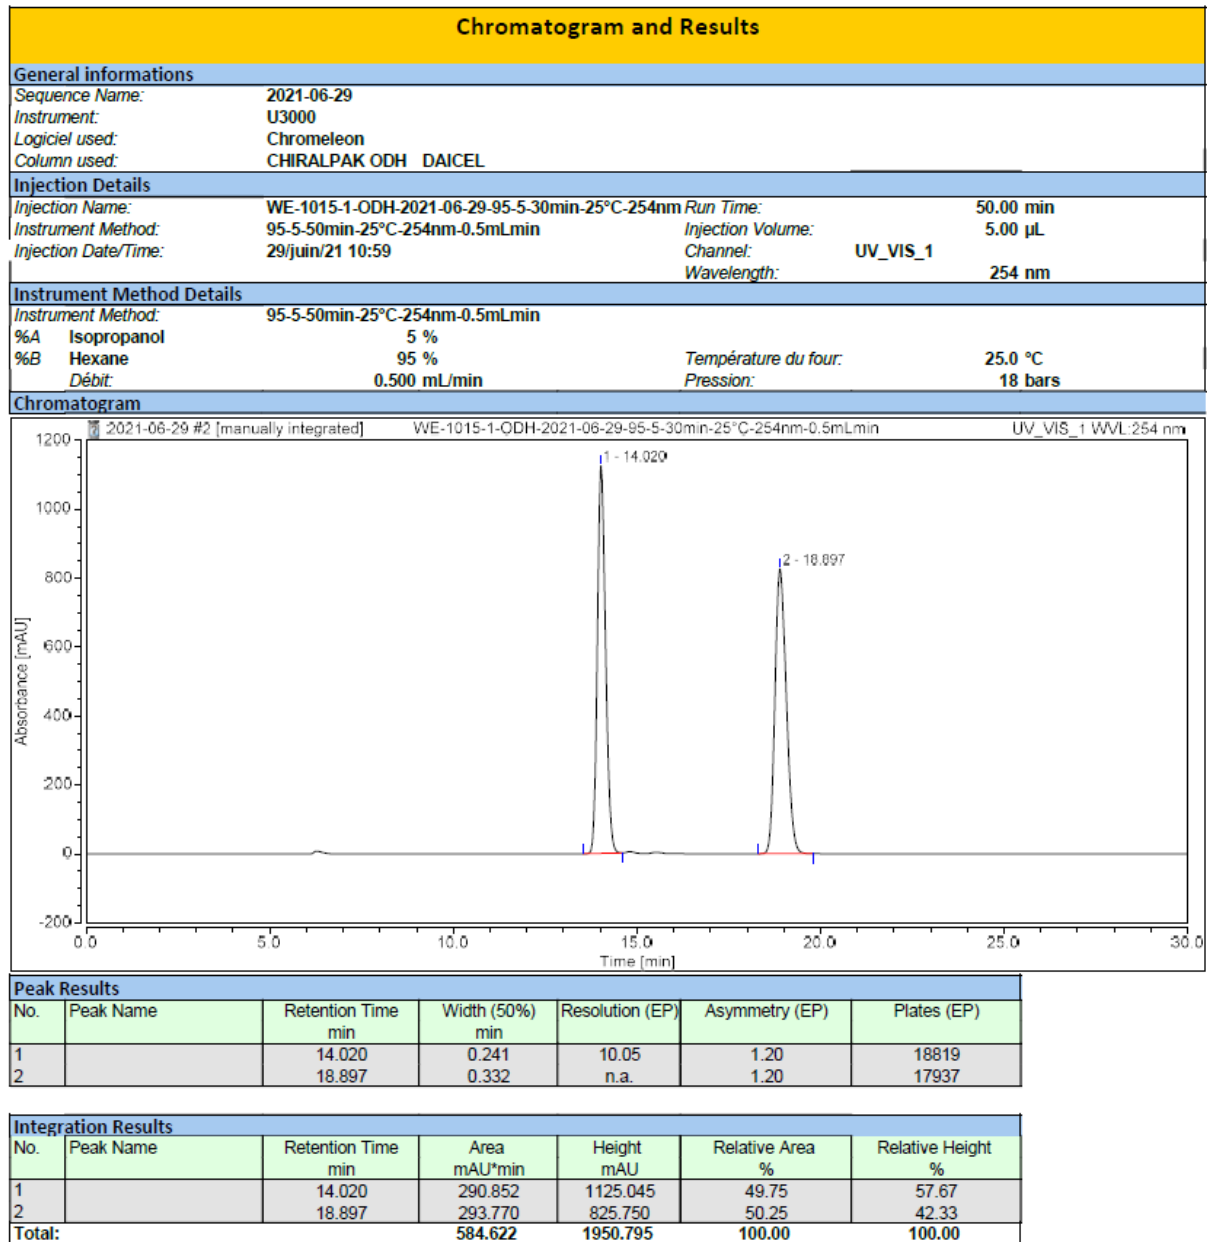 Chromatogram and Results
General informations
Sequence Name: 2021-06-29
Instrument: U3000
Logiciel used: Chromeleon
Column used: CHIRALPAK ODH DAICEL
Injection Details
Injection Name: WE-1015-1-ODH-2021-06-29-95-5-30min-25°C-254nm Run Time: 50.00 min
Instrument Method: 95-5-50min-25°C-254nm-0.5mLmin Injection Volume: 5.00 µL
Injection Date/Time: 29/juin/21 10:59 Channel: UV_VIS_1
Wavelength: 254 nm
Instrument Method Details
Instrument Method: 95-5-50min-25°C-254nm-0.5mLmin
%A Isopropanol 5 %
%B Hexane 95 % Température du four: 25.0 °C
Débit: 0.500 mL/min Pression: 18 bars
Chromatogram
2021-06-29 #2 [manually integrated] WE-1015-1-ODH-2021-06-29-95-5-30min-25°C-254nm-0.5mLmin UV_VIS_1 WVL:254 nm
1200
1 - 14.020
1000
2 - 18.897
800
600
400
200
0
-200
Absorbance [mAU]
0.0 5.0 10.0 15.0 20.0 25.0 30.0
Time [min]
Peak Results
No. Peak Name Retention Time Width (50%) Resolution (EP) Asymmetry (EP) Plates (EP)
min min
1 14.020 0.241 10.05 1.20 18819
2 18.897 0.332 n.a. 1.20 17937
Integration Results
No. Peak Name Retention Time Area Height Relative Area Relative Height
min mAU*min mAU % %
1 14.020 290.852 1125.045 49.75 57.67
2 18.897 293.770 825.750 50.25 42.33
Total: 584.622 1950.795 100.00 100.00